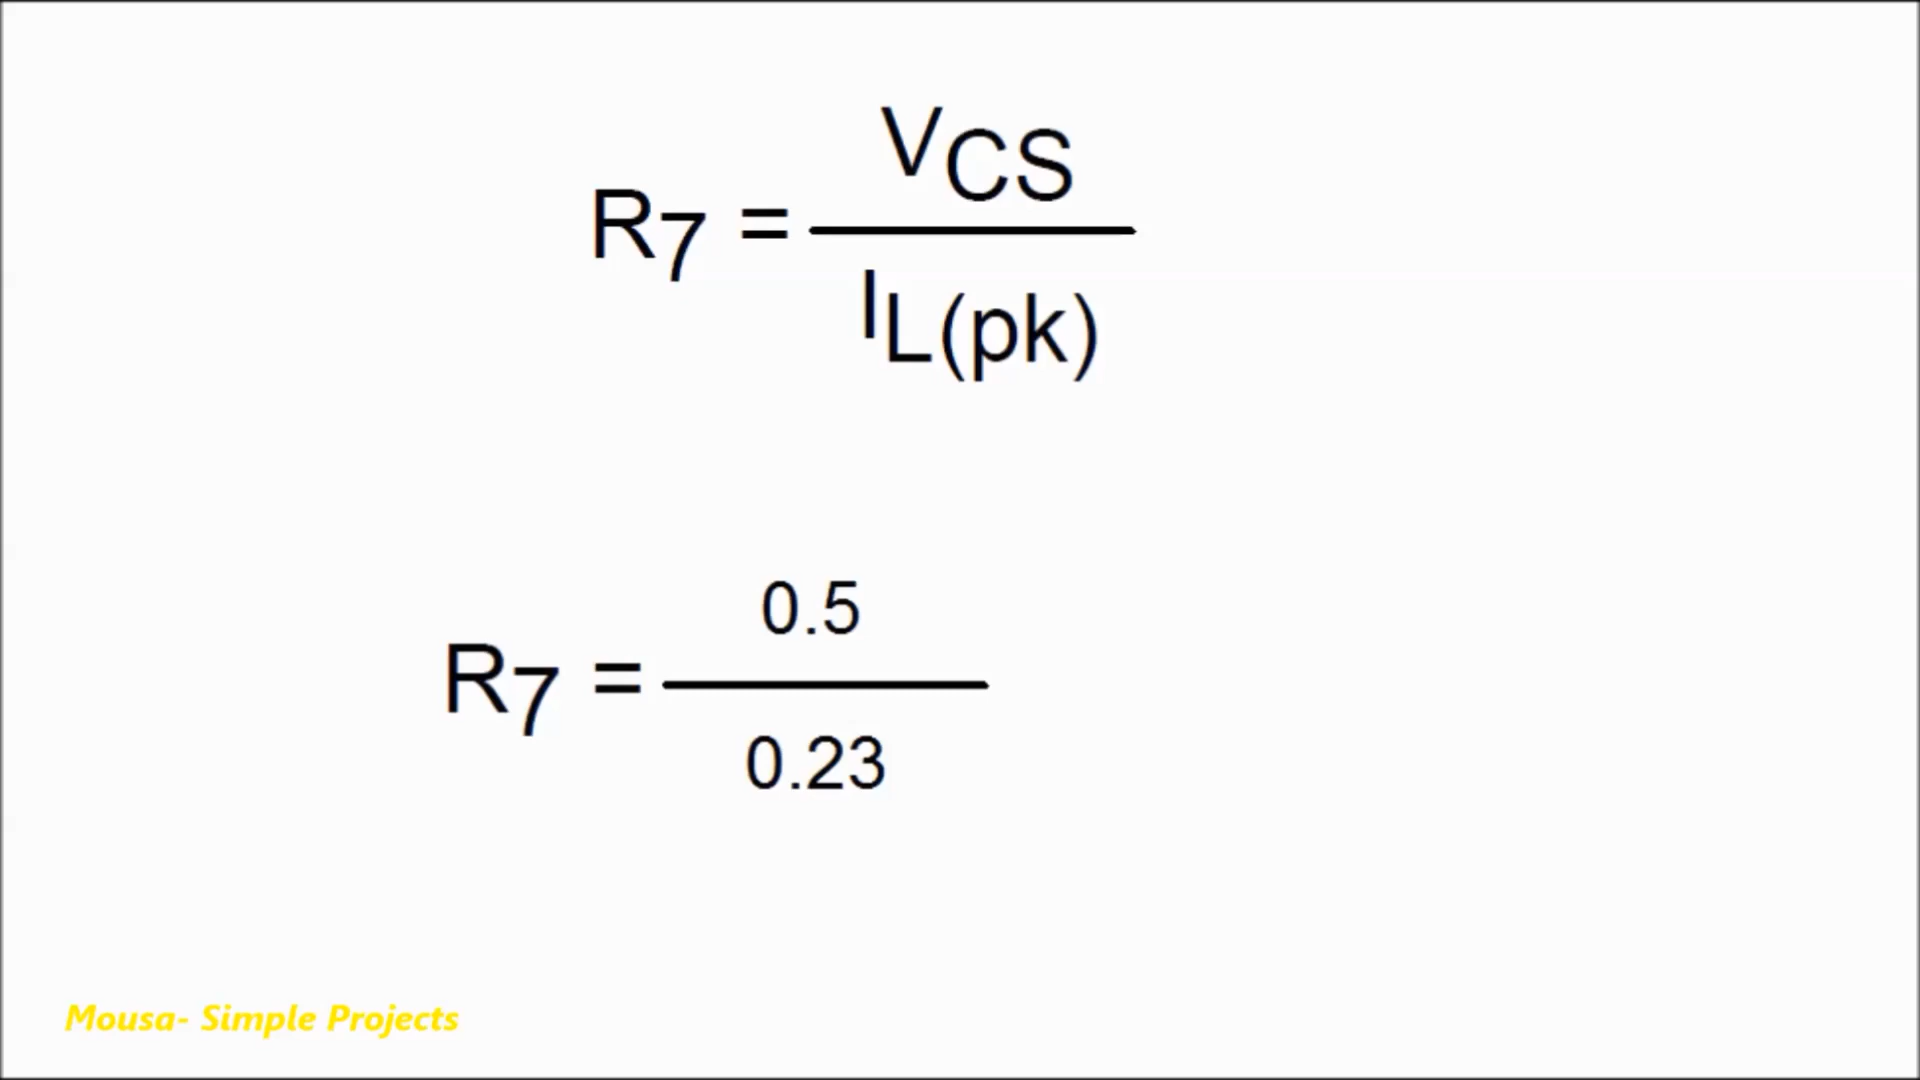 R7 = VCS
IL(pk)
R7 = 0.5
0.23
Mousa- Simple Projects